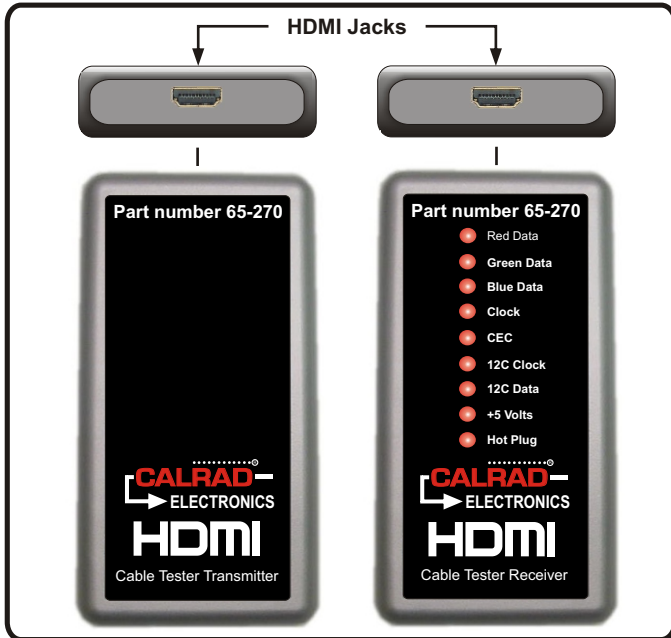 HDMI Jacks
Part number 65-270
CALRAD
ELECTRONICS
HDMI
Cable Tester Transmitter
Part number 65-270
Red Data
Green Data
Blue Data
Clock
CEC
12C Clock
12C Data
+5 Volts
Hot Plug
CALRAD
ELECTRONICS
HDMI
Cable Tester Receiver